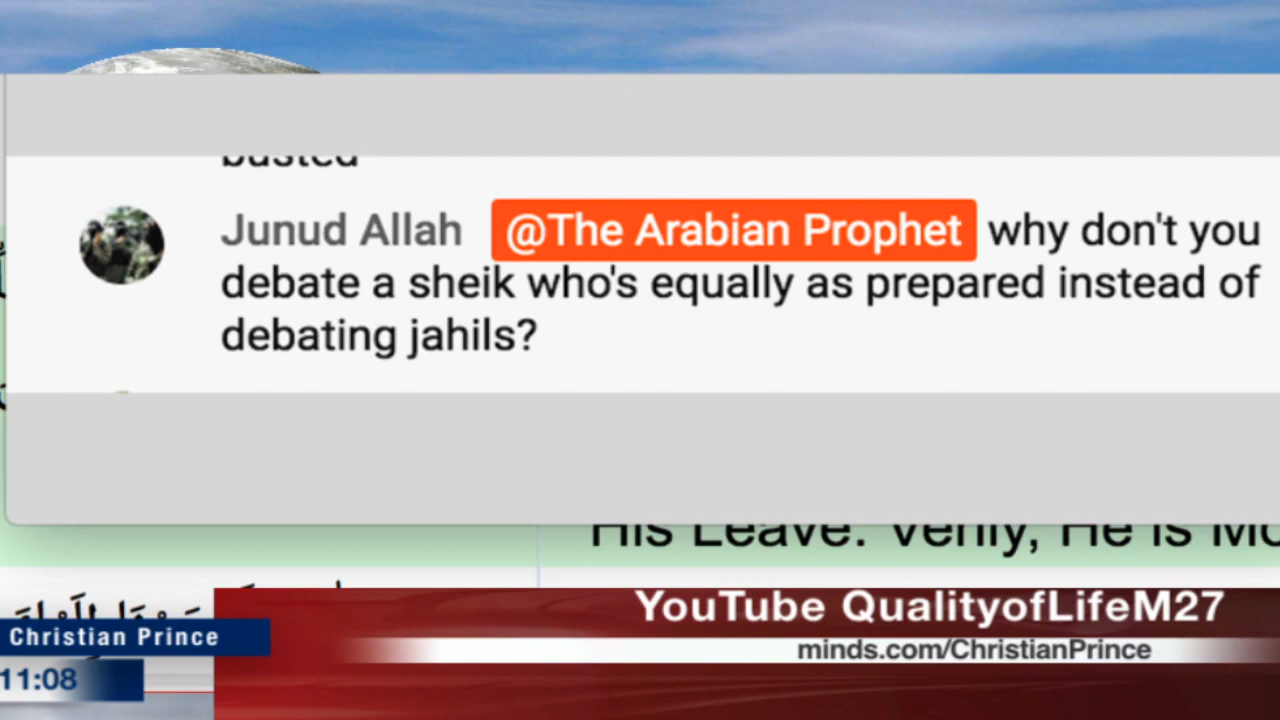 busted
Junud Allah @The Arabian Prophet why don't you
debate a sheik who's equally as prepared instead of
debating jahils?
His Leave. Verily, He is Mo
YouTube QualityofLifeM27
Christian Prince
minds.com/ChristianPrince
11:08